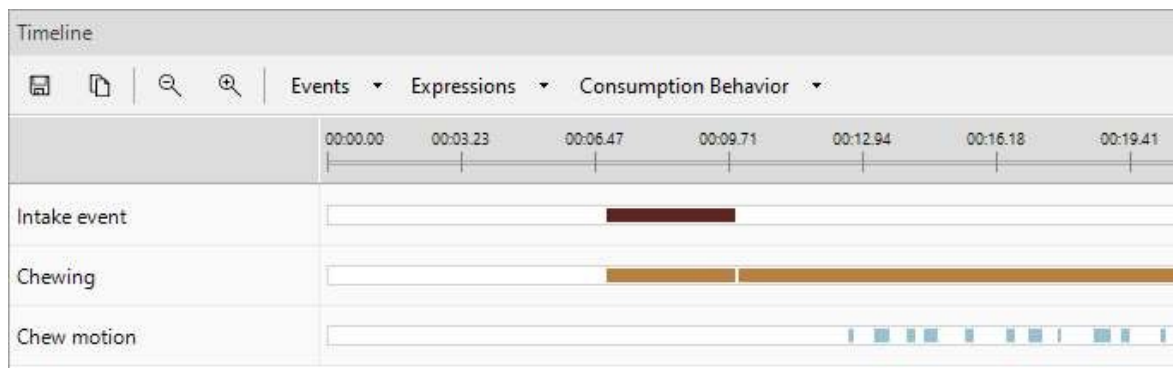 Timeline
Events Expressions Consumption Behavior
00:00.00 00:03.23 00:06.47 00:09.71 00:12.94 00:16.18 00:19.41
Intake event
Chewing
Chew motion